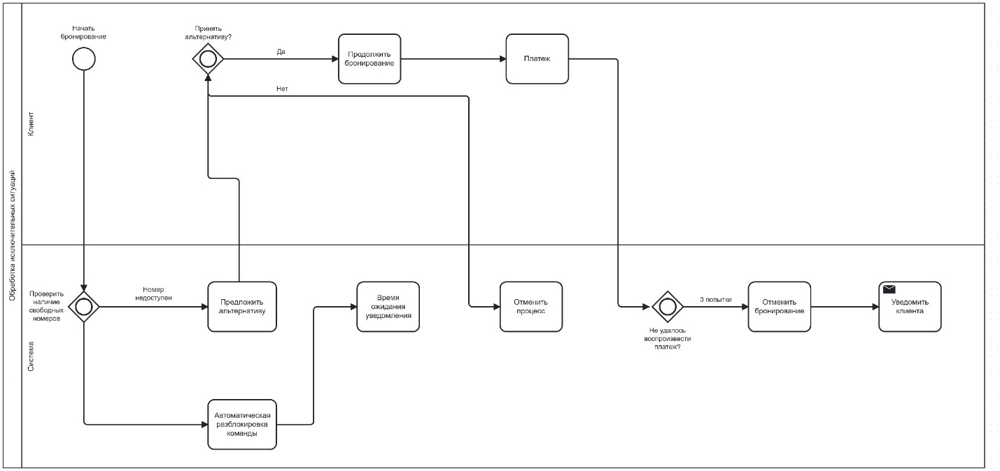 Обработка исключительных ситуаций
Клиент
Начать
бронирование
Принять
альтернативу?
Да
Нет
Продолжить
бронирование
Платеж
Система
Проверить
наличие
свободных
номеров
Номер
недоступен
Предложить
альтернативу
Время
ожидания
уведомления
Отменить
процесс
Не удалось
воспроизвести
платеж?
3 попытки
Отменить
бронирование
Уведомить
клиента
Автоматическая
разблокировка
команды